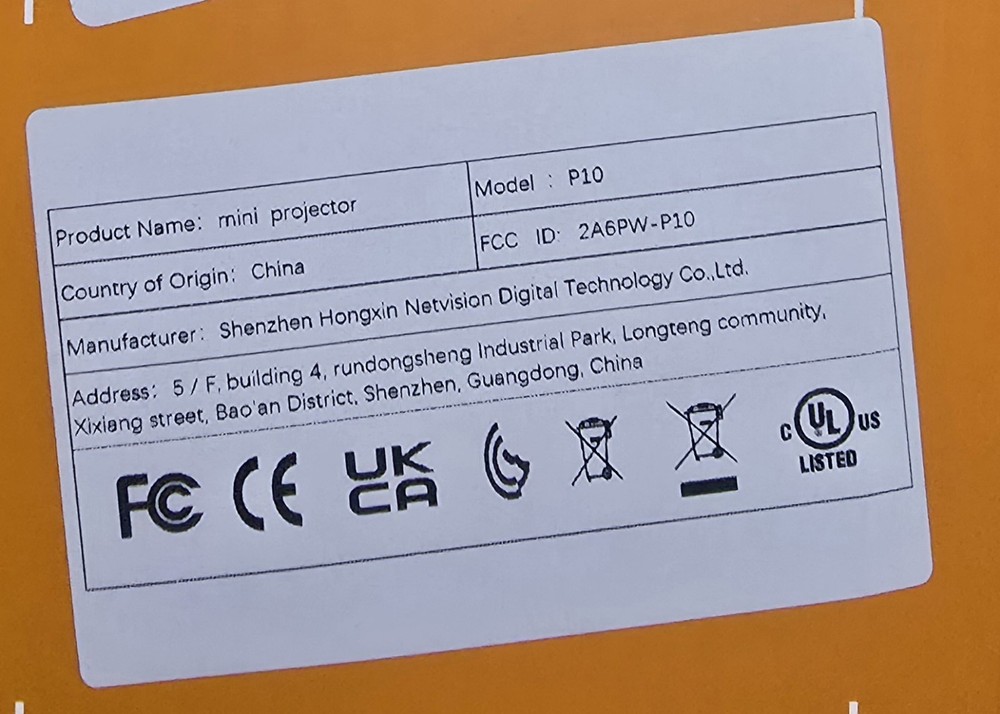 Product Name: mini projector
Model : P10
Country of Origin: China
FCC ID: 2A6PW-P10
Manufacturer: Shenzhen Hongxin Netvision Digital Technology Co.,Ltd.
Address: 5 / F, building 4, rundongsheng Industrial Park, Longteng community,
Xixiang street, Bao'an District, Shenzhen, Guangdong, China
FC CE UK
CA
C UL US
LISTED